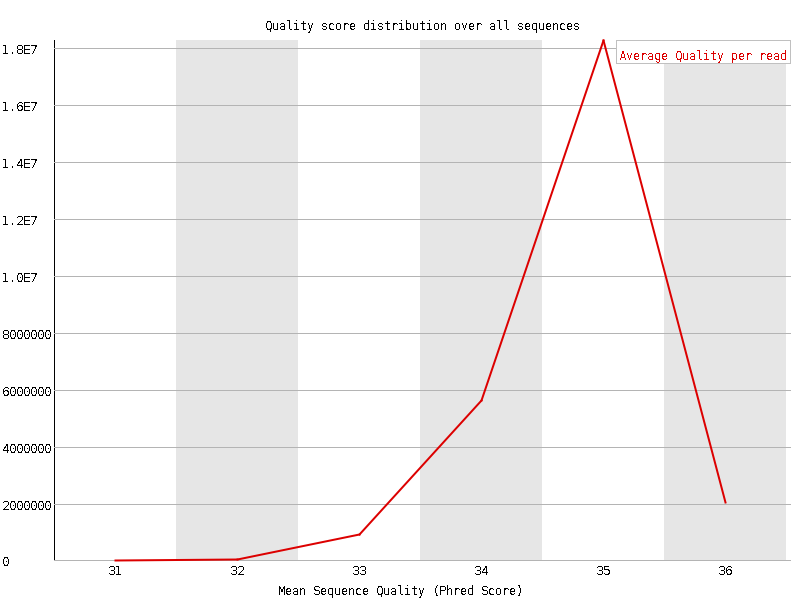 Quality score distribution over all sequences
Average Quality per read
1.8E7
1.6E7
1.4E7
1.2E7
1.0E7
8000000
6000000
4000000
2000000
0
31 32 33 34 35 36
Mean Sequence Quality (Phred Score)